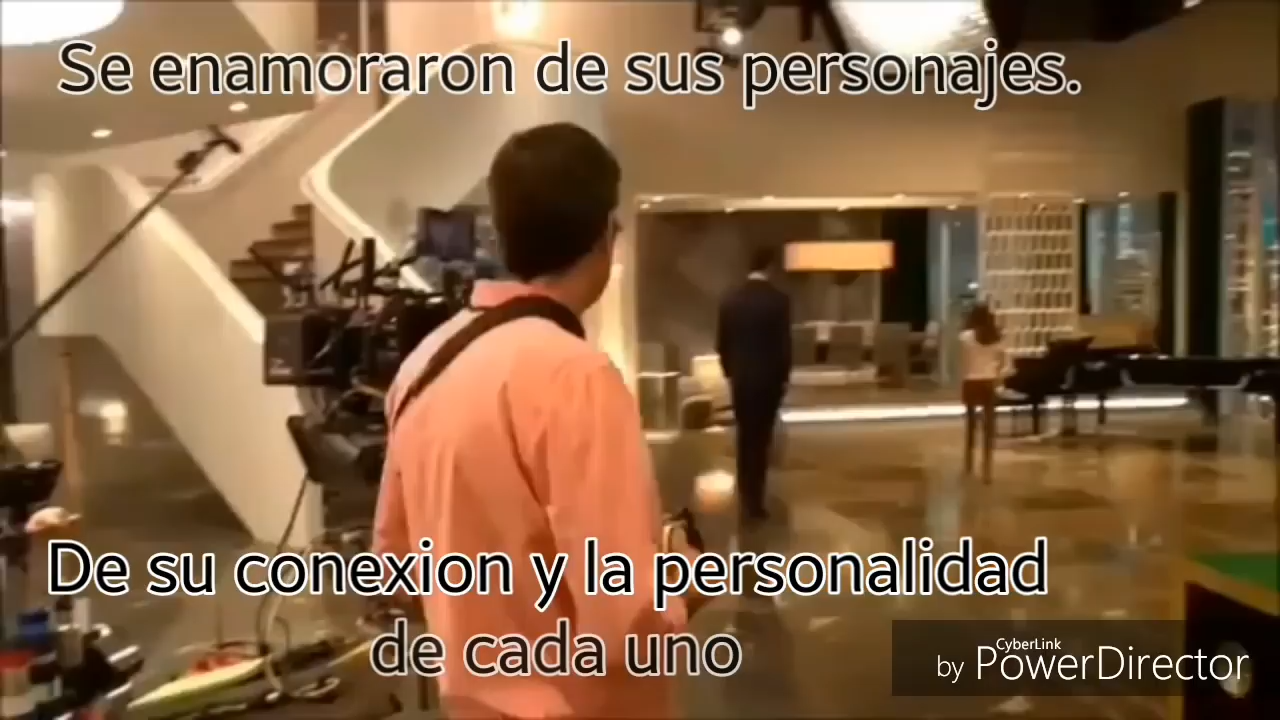 Se enamoraron de sus personajes.
De su conexion y la personalidad
de cada uno
CyberLink
by PowerDirector